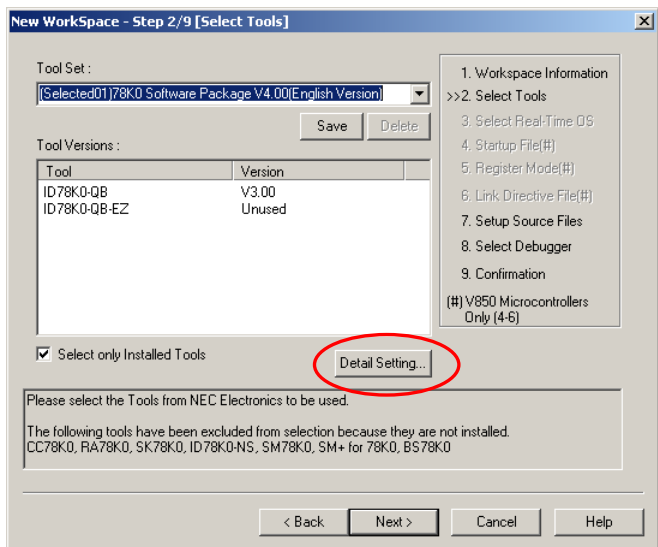 New WorkSpace - Step 2/9 [Select Tools]
Tool Set :
[Selected01]78K0 Software Package V4.00(English Version)
Save Delete
Tool Versions :
Tool Version
ID78K0-QB V3.00
ID78K0-QB-EZ Unused
Select only Installed Tools
Detail Setting...
1. Workspace Information
>>2. Select Tools
3. Select Real-Time OS
4. Startup File(#)
5. Register Mode(#)
6. Link Directive File(#)
7. Setup Source Files
8. Select Debugger
9. Confirmation
(#) V850 Microcontrollers
Only (4-6)
Please select the Tools from NEC Electronics to be used.
The following tools have been excluded from selection because they are not installed.
CC78K0, RA78K0, SK78K0, ID78K0-NS, SM78K0, SM+ for 78K0, BS78K0
< Back Next > Cancel Help